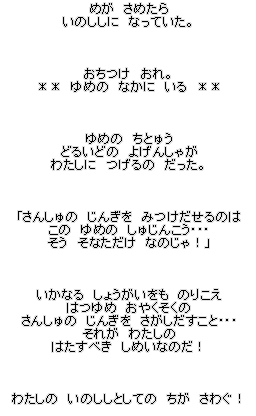 めが　さめたら
いのししに　なっていた。
おちつけ　おれ。
＊＊　ゆめの　なかに　いる　＊＊
ゆめの　ちとゅう
どるいどの　よげんしゃが
わたしに　つげるの　だった。
「さんしゅの　じんぎを　みつけだせるのは
この　ゆめの　しゅじんこう・・・
そう　そなただけ　なのじゃ！」
いかなる　しょうがいをも　のりこえ
はつゆめ　おやくそくの
さんしゅの　じんぎを　さがしだすこと・・・
それが　わたしの
はたすべき　しめいなのだ！
わたしの　いのししとしての　ちが　さわぐ！